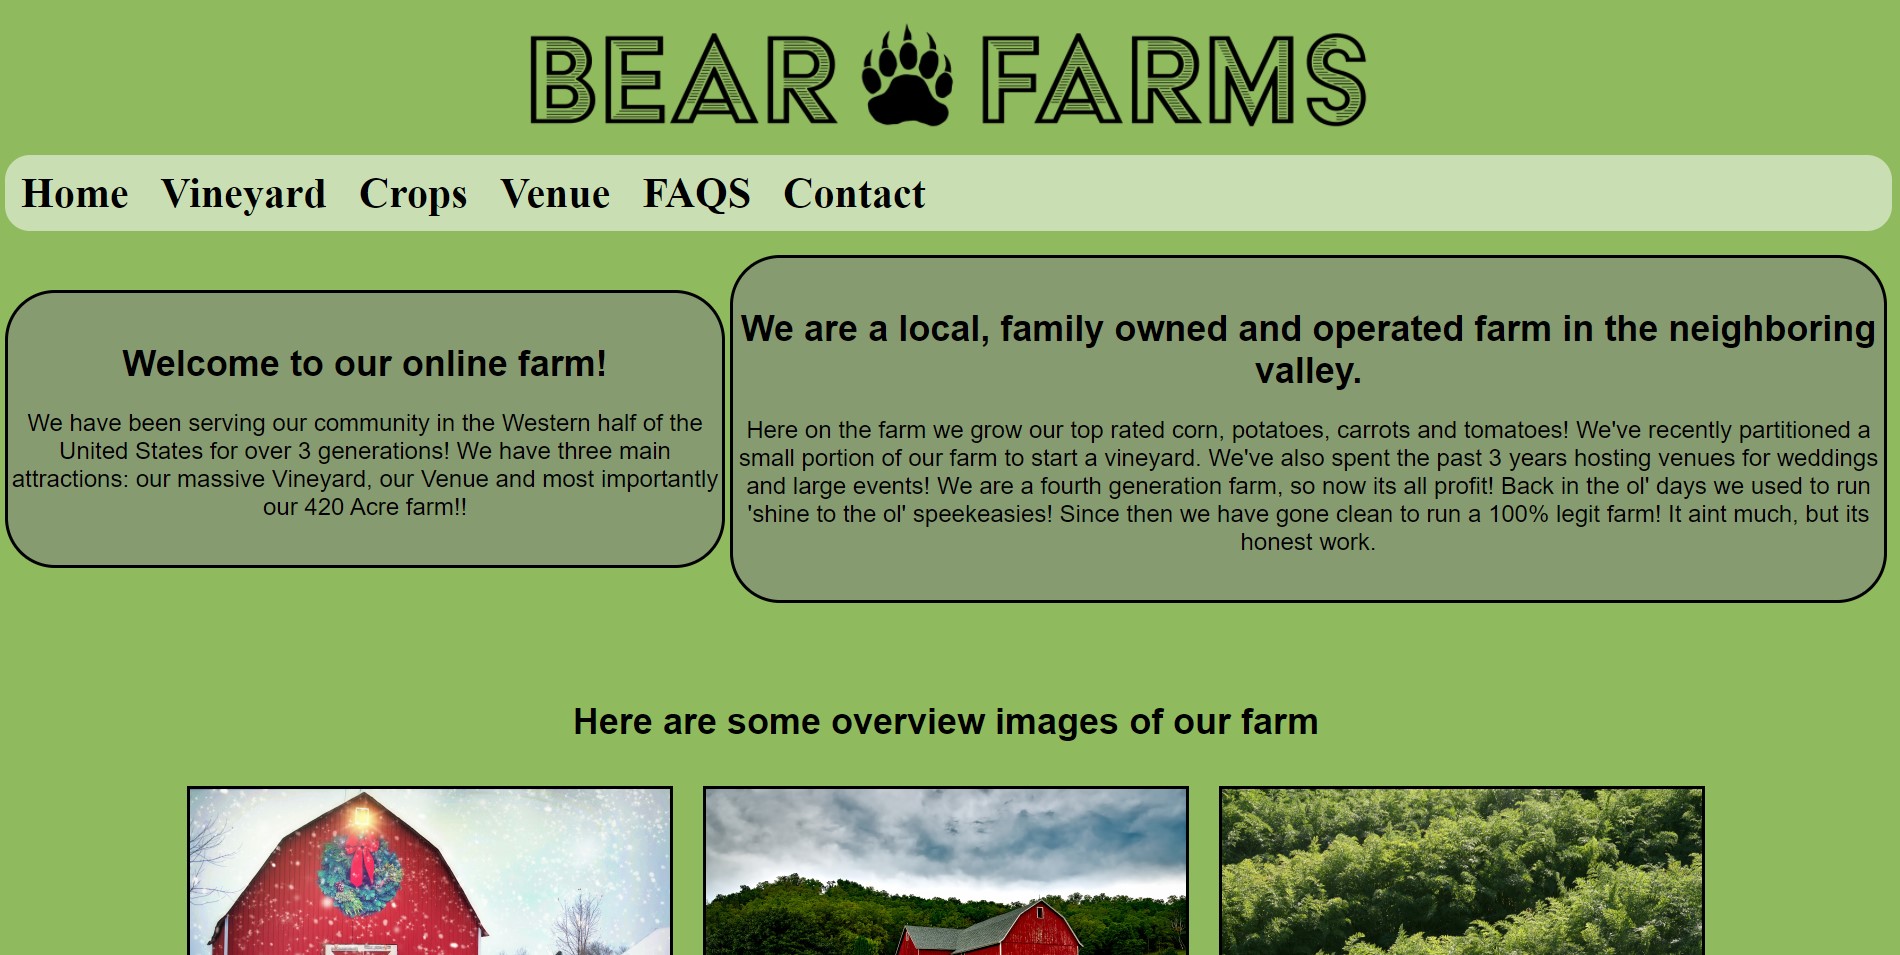 BEAR FARMS
Home Vineyard Crops Venue FAQS Contact
Welcome to our online farm!
We have been serving our community in the Western half of the
United States for over 3 generations! We have three main
attractions: our massive Vineyard, our Venue and most importantly
our 420 Acre farm!!
We are a local, family owned and operated farm in the neighboring
valley.
Here on the farm we grow our top rated corn, potatoes, carrots and tomatoes! We've recently partitioned a
small portion of our farm to start a vineyard. We've also spent the past 3 years hosting venues for weddings
and large events! We are a fourth generation farm, so now its all profit! Back in the ol' days we used to run
'shine to the ol' speekeasies! Since then we have gone clean to run a 100% legit farm! It aint much, but its
honest work.
Here are some overview images of our farm